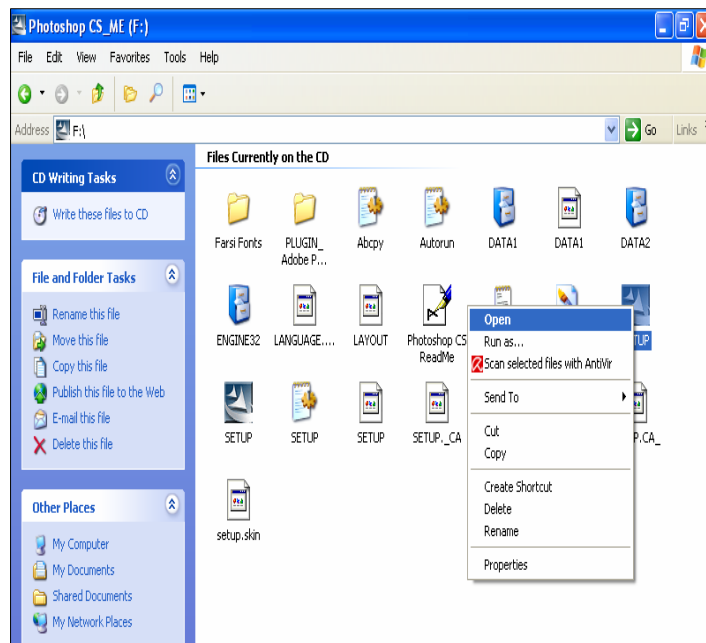 Photoshop CS_ME (F:)
File Edit View Favorites Tools Help
Address F:\ Go Links
CD Writing Tasks
Write these files to CD
File and Folder Tasks
Rename this file
Move this file
Copy this file
Publish this file to the Web
E-mail this file
Delete this file
Other Places
My Computer
My Documents
Shared Documents
My Network Places
Files Currently on the CD
Farsi Fonts PLUGIN_ Abcpy Autorun DATA1 DATA1 DATA2
Adobe P...
ENGINE32 LANGUAGE.... LAYOUT Photoshop CS
ReadMe
SETUP SETUP SETUP SETUP._CA
setup.skin
Open
Run as...
Scan selected files with AntiVir
Send To
Cut
Copy
Create Shortcut
Delete
Rename
Properties